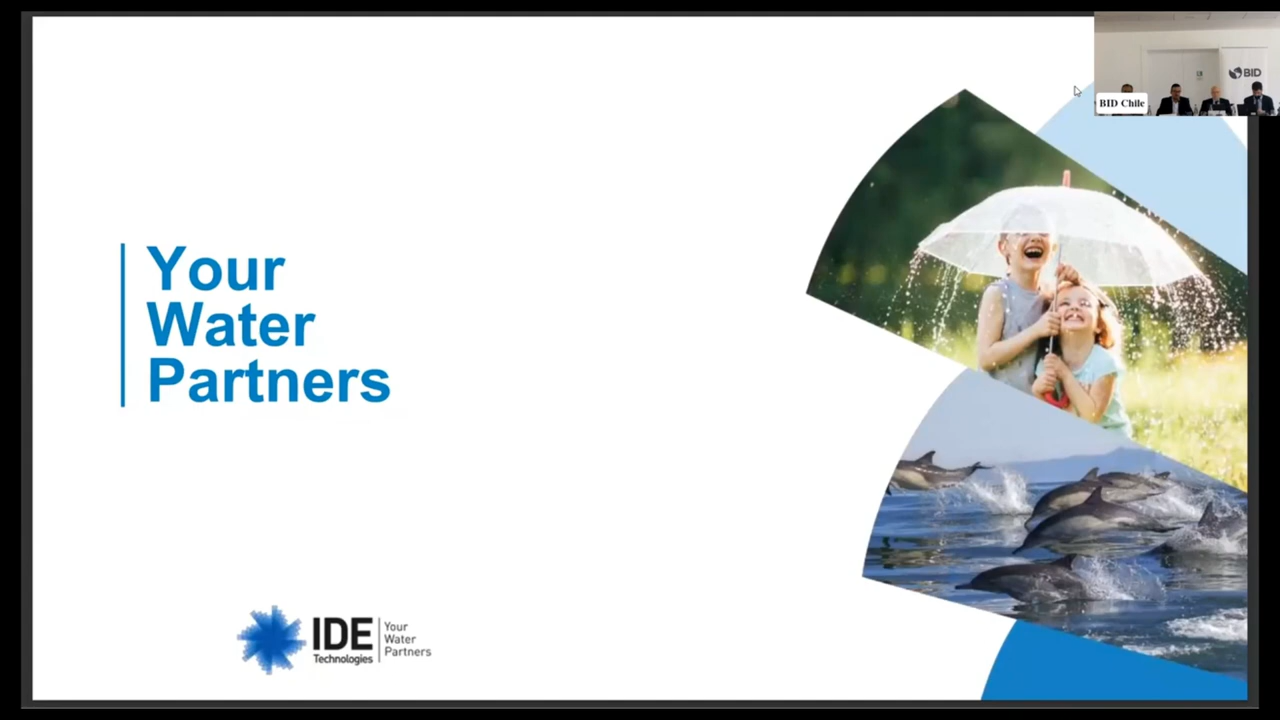 Your
Water
Partners
BID
BID Chile
IDE
Technologies
Your
Water
Partners